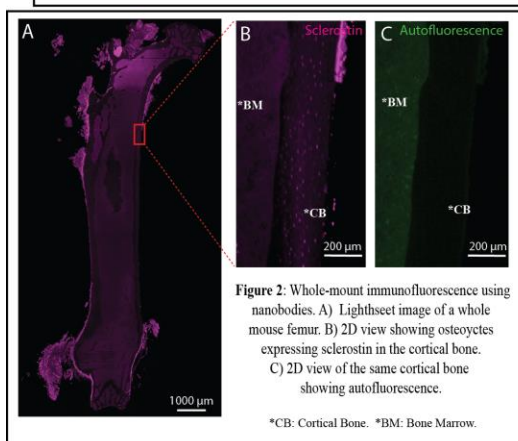 A
B
Sclerostin
C
Autofluorescence
*BM
*BM
*CB
*CB
200 µm
200 µm
1000 µm
Figure 2: Whole-mount immunofluorescence using
nanobodies. A) Lightseet image of a whole
mouse femur. B) 2D view showing osteoyctes
expressing sclerostin in the cortical bone.
C) 2D view of the same cortical bone
showing autofluorescence.
*CB: Cortical Bone. *BM: Bone Marrow.